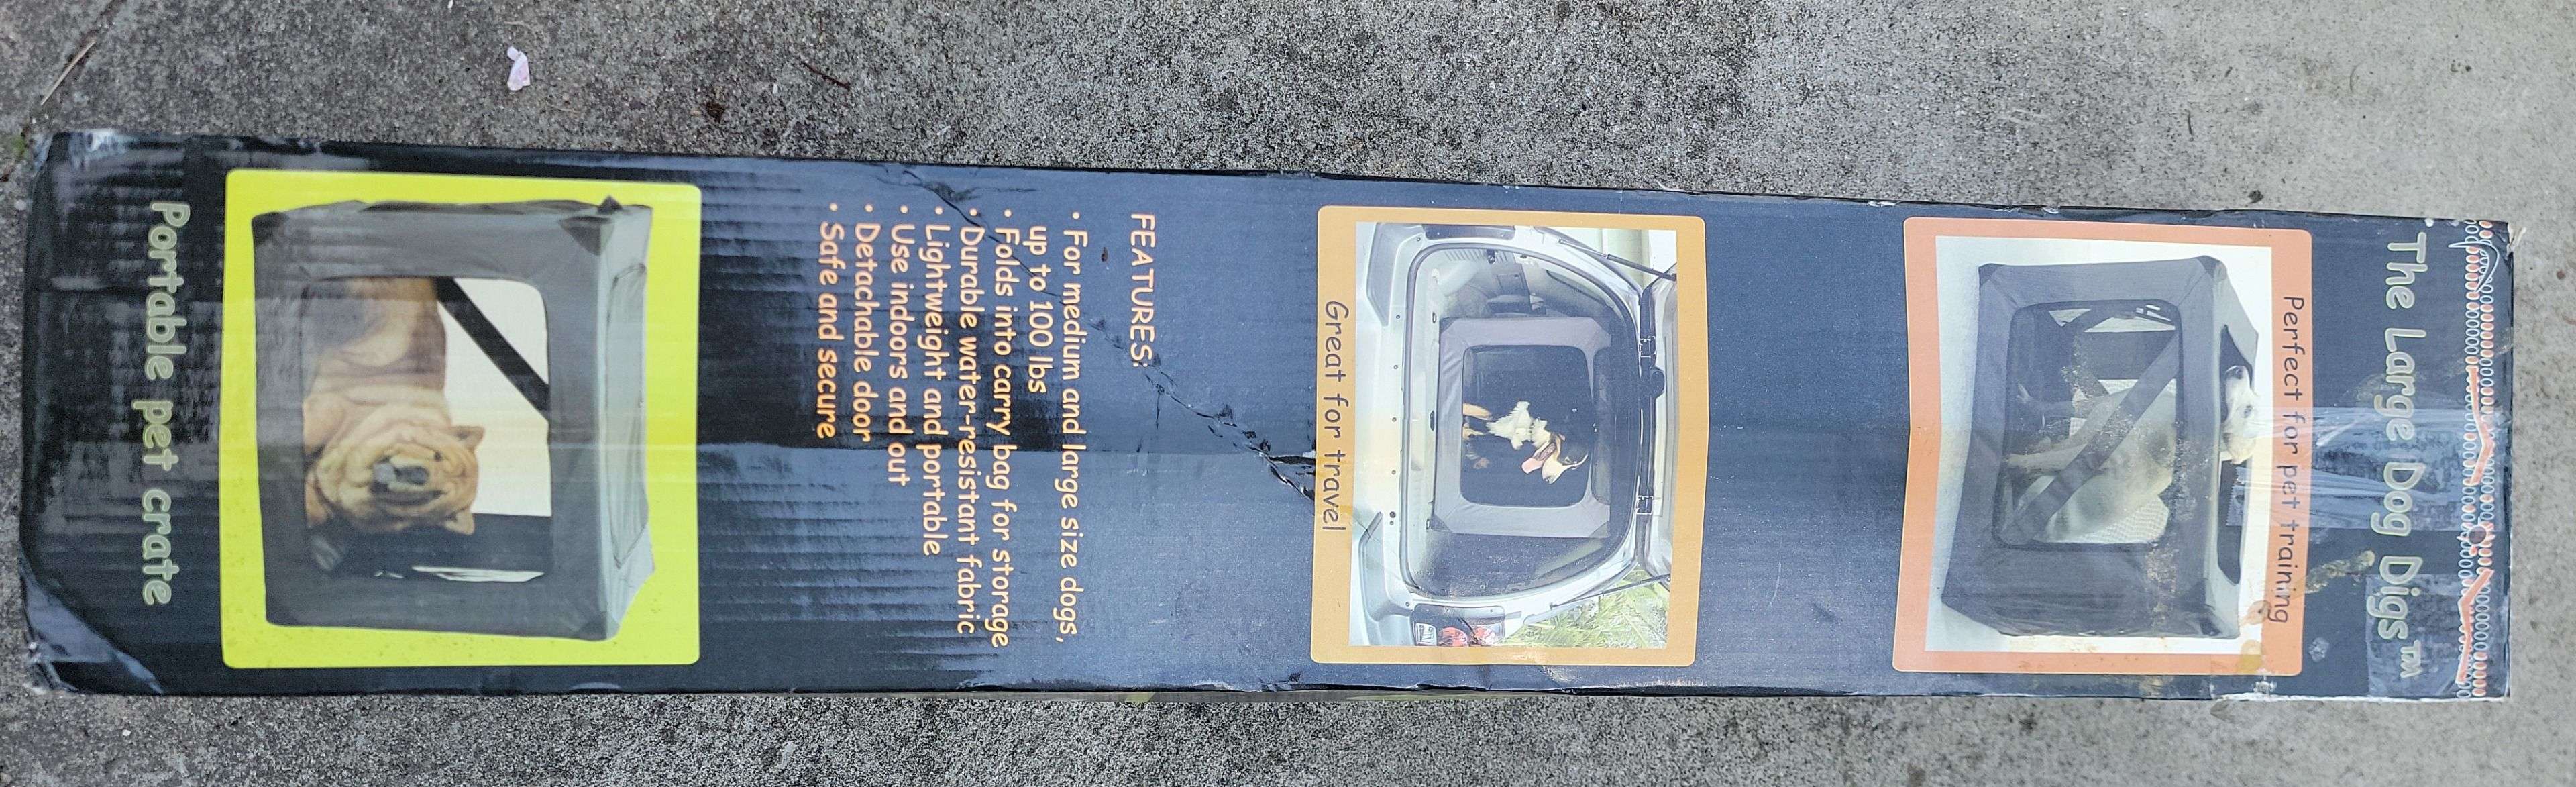 The Large Dog Digs™
Perfect for pet training
Great for travel
FEATURES:
• For medium and large size dogs,
up to 100 lbs
• Folds into carry bag for storage
• Durable water-resistant fabric
• Lightweight and portable
• Use indoors and out
• Detachable door
• Safe and secure
Portable pet crate